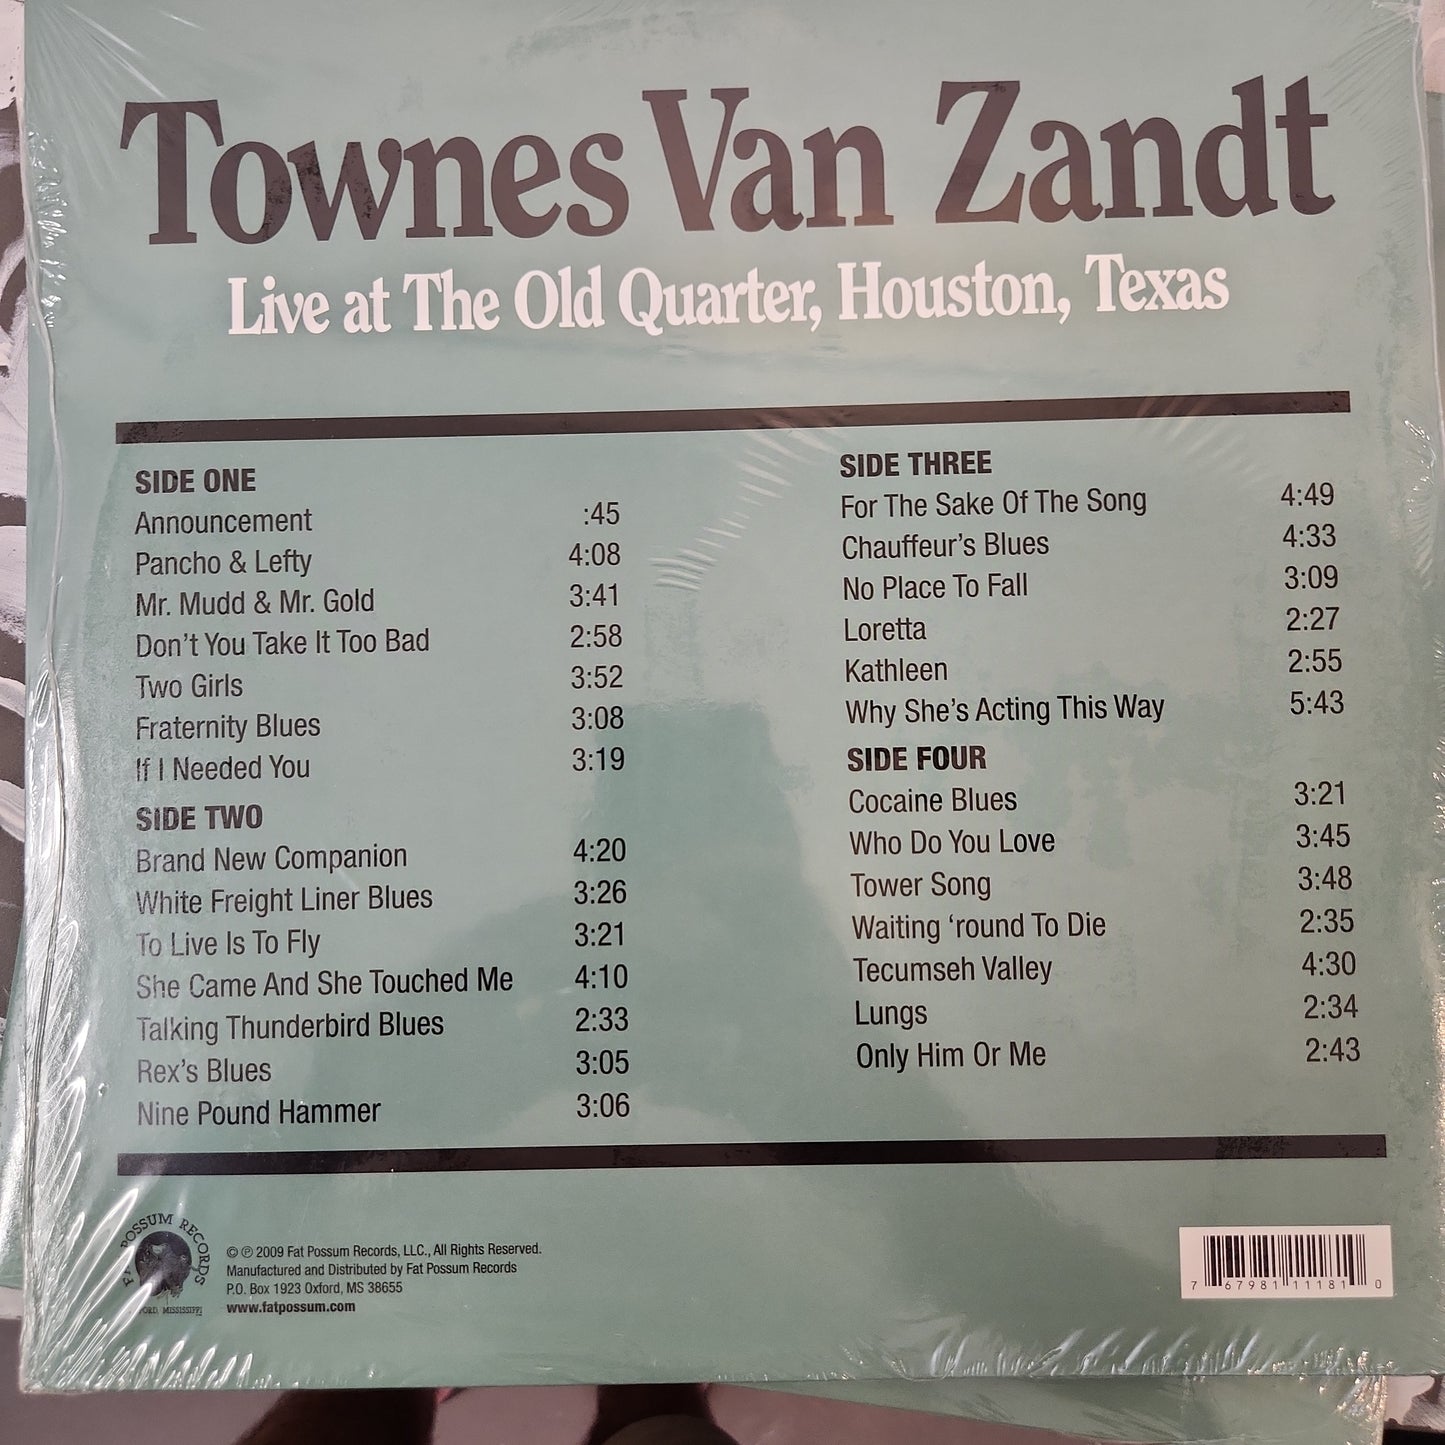 Townes Van Zandt
Live at The Old Quarter, Houston, Texas
SIDE ONE
Announcement :45
Pancho & Lefty 4:08
Mr. Mudd & Mr. Gold 3:41
Don't You Take It Too Bad 2:58
Two Girls 3:52
Fraternity Blues 3:08
If I Needed You 3:19
SIDE TWO
Brand New Companion 4:20
White Freight Liner Blues 3:26
To Live Is To Fly 3:21
She Came And She Touched Me 4:10
Talking Thunderbird Blues 2:33
Rex's Blues 3:05
Nine Pound Hammer 3:06
SIDE THREE
For The Sake Of The Song 4:49
Chauffeur's Blues 4:33
No Place To Fall 3:09
Loretta 2:27
Kathleen 2:55
Why She's Acting This Way 5:43
SIDE FOUR
Cocaine Blues 3:21
Who Do You Love 3:45
Tower Song 3:48
Waiting ‘round To Die 2:35
Tecumseh Valley 4:30
Lungs 2:34
Only Him Or Me 2:43
POSSUM RECORDS
MISSISSIPPI
© ℗ 2009 Fat Possum Records, LLC., All Rights Reserved.
Manufactured and Distributed by Fat Possum Records
P.O. Box 1923 Oxford, MS 38655
www.fatpossum.com
7 67981 11181 0